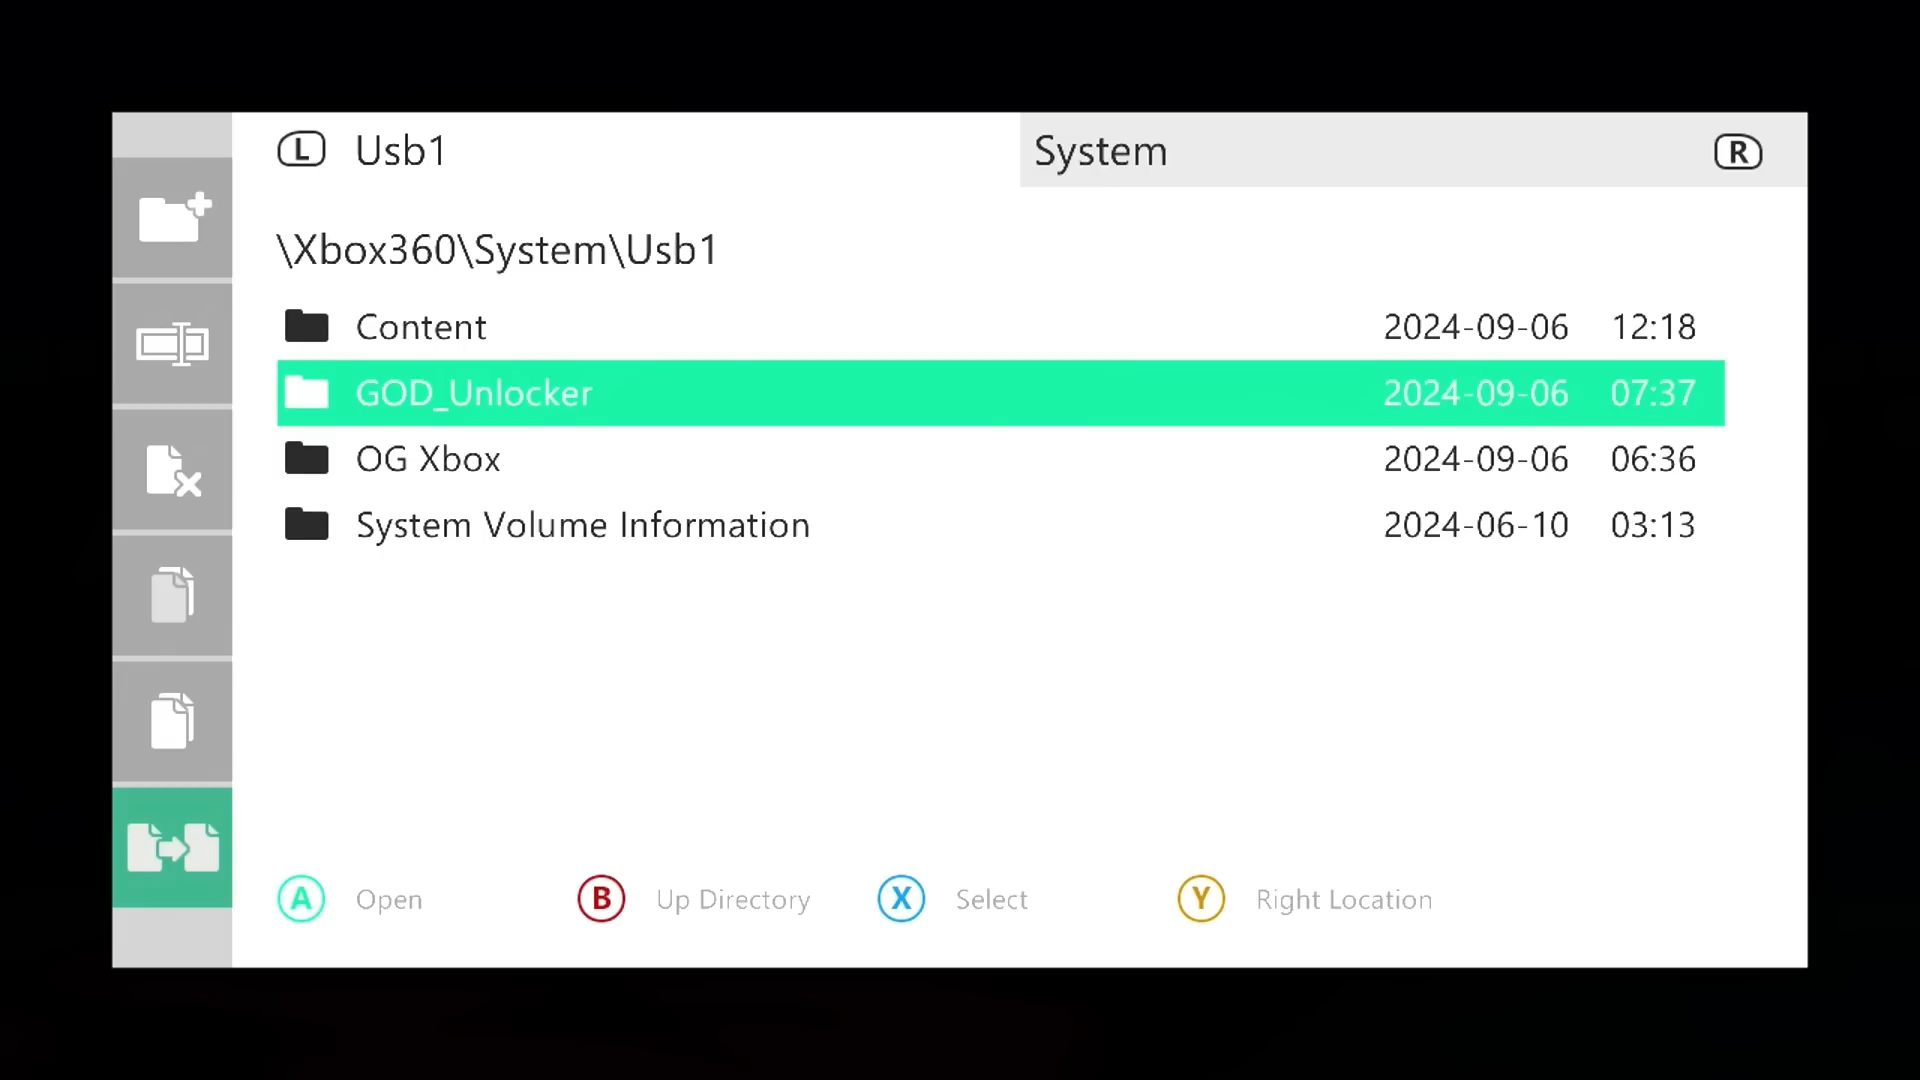 L Usb1 System R
\Xbox360\System\Usb1
Content 2024-09-06 12:18
GOD_Unlocker 2024-09-06 07:37
OG Xbox 2024-09-06 06:36
System Volume Information 2024-06-10 03:13
A Open B Up Directory X Select Y Right Location